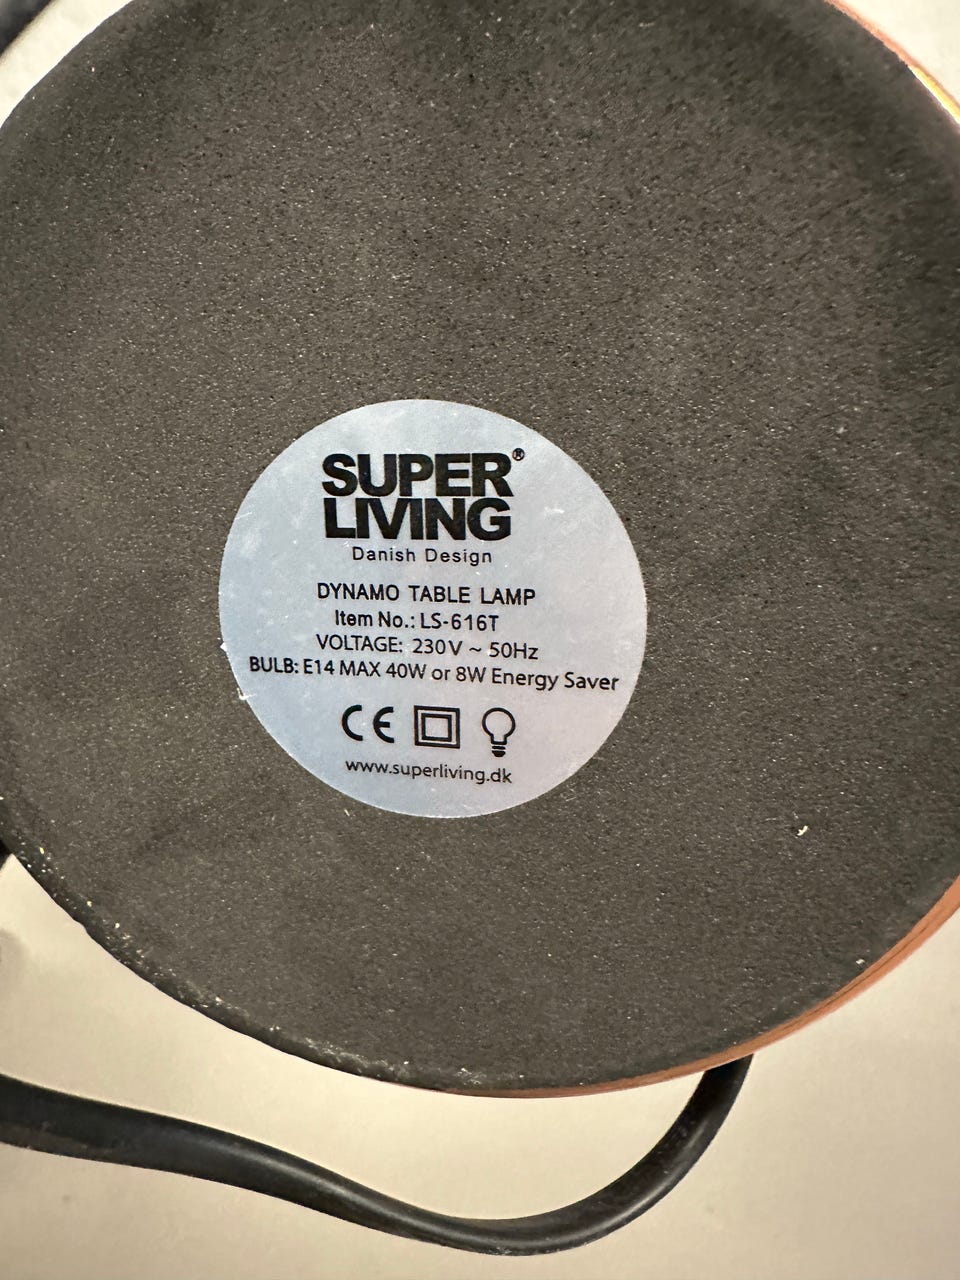 SUPER®
LIVING
Danish Design
DYNAMO TABLE LAMP
Item No.: LS-616T
VOLTAGE: 230V ~ 50Hz
BULB: E14 MAX 40W or 8W Energy Saver
CE
www.superliving.dk